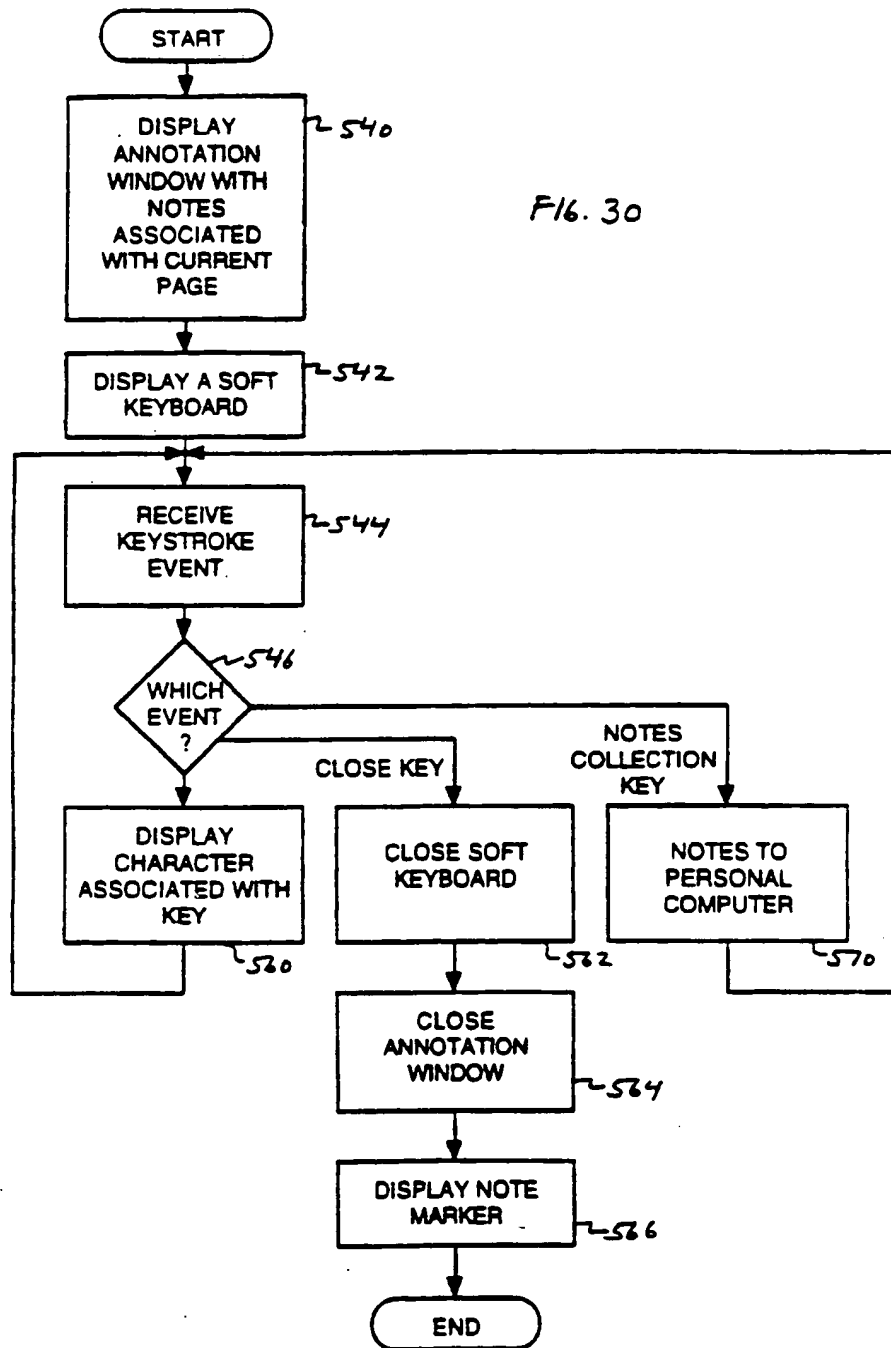 START
DISPLAY
ANNOTATION
WINDOW WITH
NOTES
ASSOCIATED
WITH CURRENT
PAGE
540
FIG. 30
DISPLAY A SOFT
KEYBOARD
542
RECEIVE
KEYSTROKE
EVENT
544
WHICH
EVENT
?
546
CLOSE KEY
NOTES
COLLECTION
KEY
DISPLAY
CHARACTER
ASSOCIATED WITH
KEY
560
CLOSE SOFT
KEYBOARD
562
NOTES TO
PERSONAL
COMPUTER
570
CLOSE
ANNOTATION
WINDOW
564
DISPLAY NOTE
MARKER
566
END